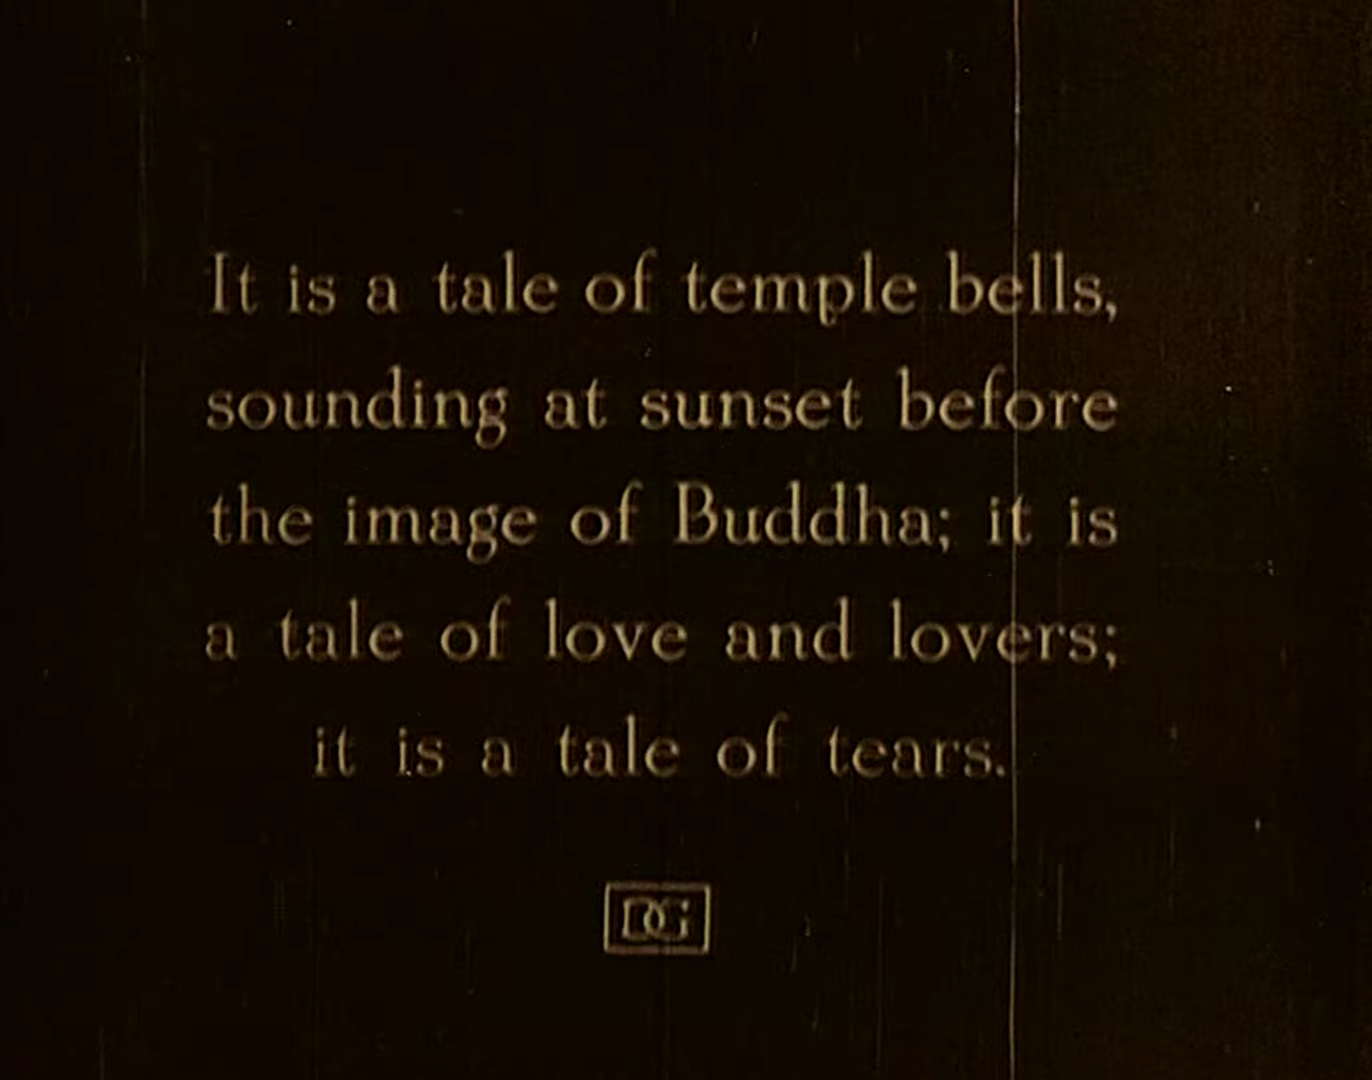 It is a tale of temple bells,
sounding at sunset before
the image of Buddha; it is
a tale of love and lovers;
it is a tale of tears.
DG